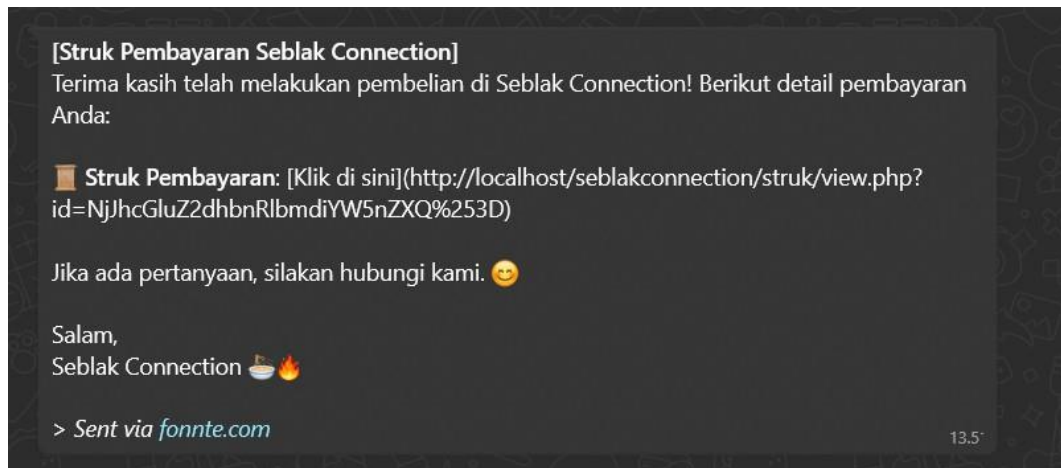 [Struk Pembayaran Seblak Connection]
Terima kasih telah melakukan pembelian di Seblak Connection! Berikut detail pembayaran
Anda:
📜 Struk Pembayaran: [Klik di sini](http://localhost/seblakconnection/struk/view.php?
id=NjJhcGluZ2dhbnRlbmdiYW5nZXQ%253D)
Jika ada pertanyaan, silakan hubungi kami. 😊
Salam,
Seblak Connection 🍜🔥
> Sent via fonnte.com